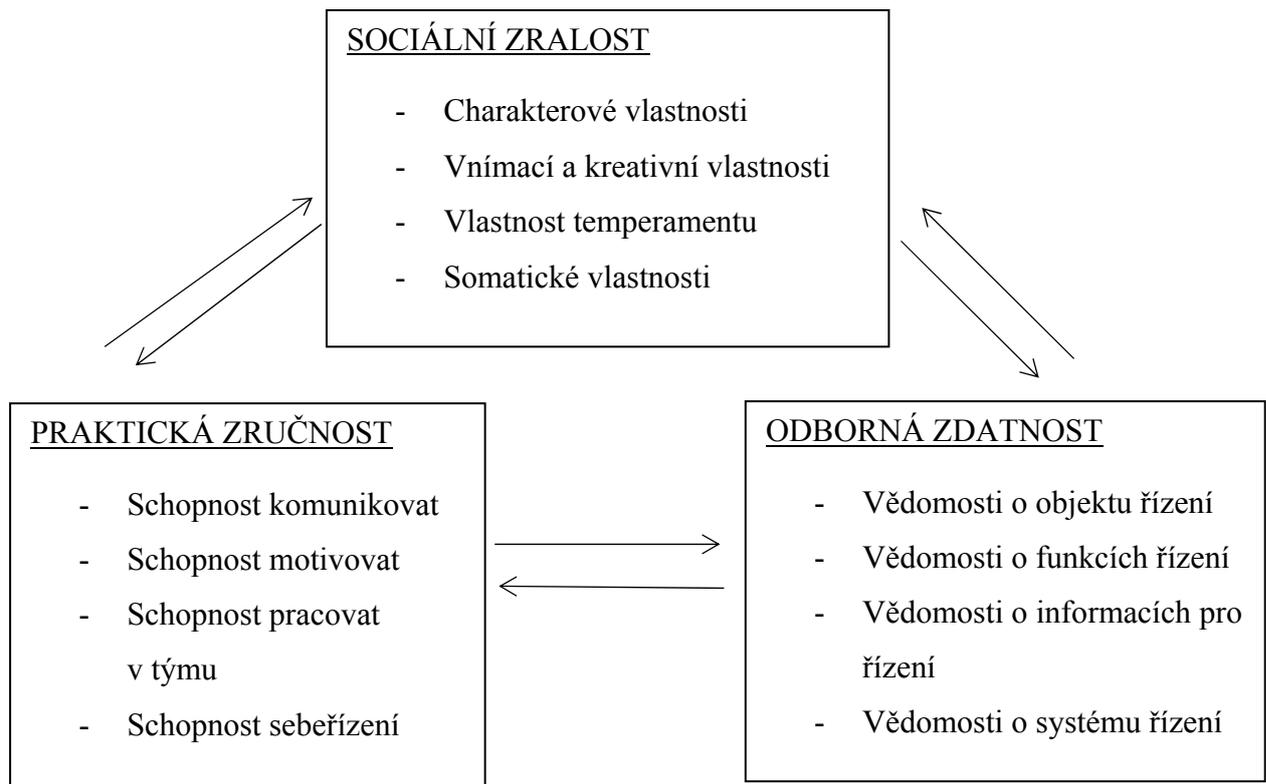 SOCIÁLNÍ ZRALOST
- Charakterové vlastnosti
- Vnímací a kreativní vlastnosti
- Vlastnost temperamentu
- Somatické vlastnosti
PRAKTICKÁ ZRUČNOST
- Schopnost komunikovat
- Schopnost motivovat
- Schopnost pracovat
v týmu
- Schopnost sebeřízení
ODBORNÁ ZDATNOST
- Vědomosti o objektu řízení
- Vědomosti o funkcích řízení
- Vědomosti o informacích pro
řízení
- Vědomosti o systému řízení